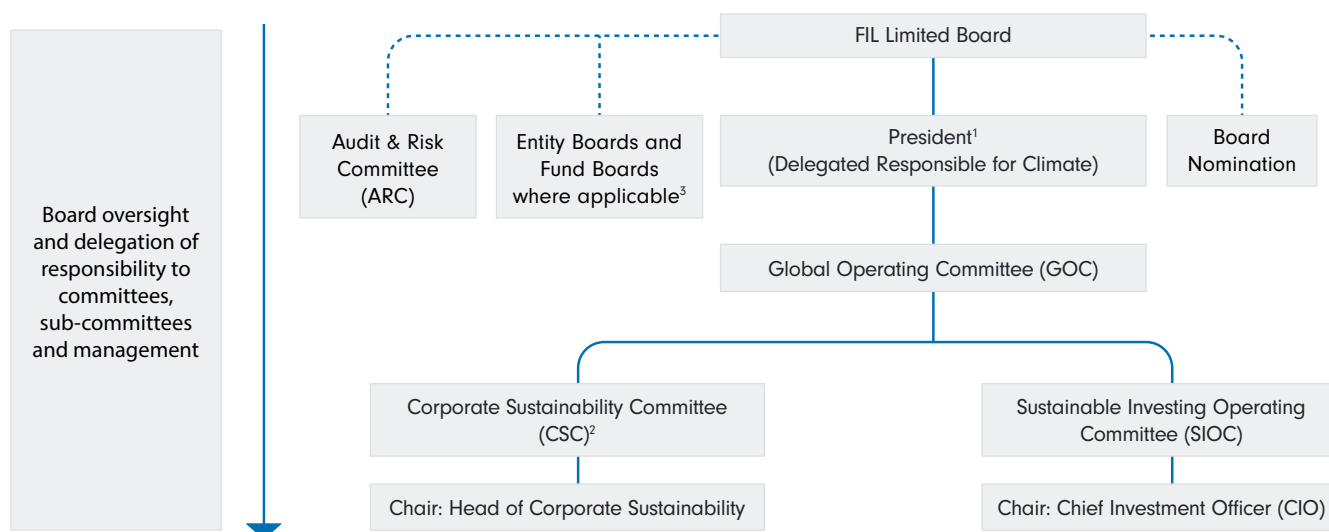 FIL Limited Board
Audit & Risk
Committee
(ARC)
Entity Boards and
Fund Boards
where applicable³
President¹
(Delegated Responsible for Climate)
Board
Nomination
Board oversight
and delegation of
responsibility to
committees,
sub-committees
and management
Global Operating Committee (GOC)
Corporate Sustainability Committee
(CSC)²
Sustainable Investing Operating
Committee (SIOC)
Chair: Head of Corporate Sustainability
Chair: Chief Investment Officer (CIO)